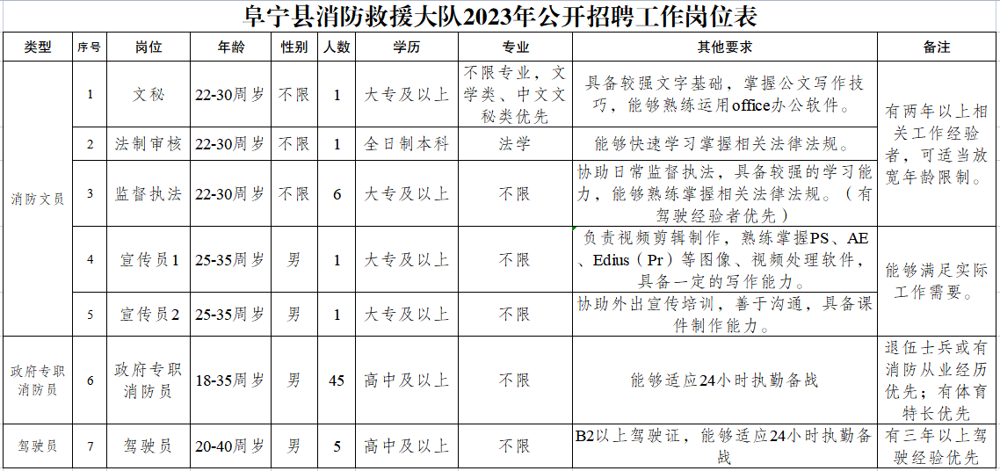 阜宁县消防救援大队2023年公开招聘工作岗位表
类型 序号 岗位 年龄 性别 人数 学历 专业 其他要求 备注
消防文员
1 文秘 22-30周岁 不限 1 大专及以上
不限专业，文
学类、中文文
秘类优先
具备较强文字基础，掌握公文写作技
巧，能够熟练运用office办公软件。
有两年以上相
关工作经验
者，可适当放
宽年龄限制。
2 法制审核 22-30周岁 不限 1 全日制本科 法学 能够快速学习掌握相关法律法规。
3 监督执法 22-30周岁 不限 6 大专及以上 不限
协助日常监督执法，具备较强的学习能
力，能够熟练掌握相关法律法规。（有
驾驶经验者优先）
4 宣传员1 25-35周岁 男 1 大专及以上 不限
负责视频剪辑制作，熟练掌握PS、AE
、Edius（Pr）等图像、视频处理软件，
具备一定的写作能力。
能够满足实际
工作需要。
5 宣传员2 25-35周岁 男 1 大专及以上 不限
协助外出宣传培训，善于沟通，具备课
件制作能力。
政府专职
消防员
6
政府专职
消防员
18-35周岁 男 45 高中及以上 不限 能够适应24小时执勤备战
退伍士兵或有
消防从业经历
优先；有体育
特长优先
驾驶员 7 驾驶员 20-40周岁 男 5 高中及以上 不限
B2以上驾驶证，能够适应24小时执勤备
战
有三年以上驾
驶经验优先